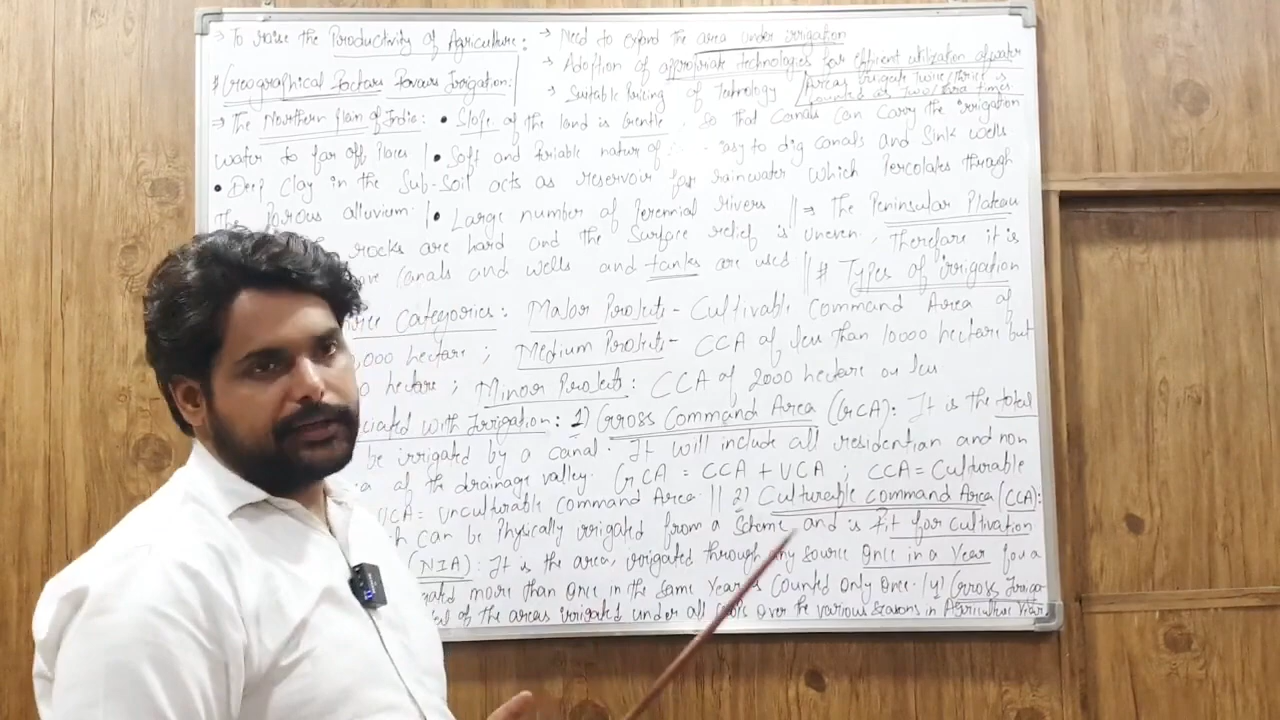 → To raise the Productivity of Agriculture: → Need to expand the area under irrigation
→ Adoption of appropriate technologies for efficient utilization of water
# Geographical Factors Favours Irrigation: → Suitable Pricing of Technology Areas irrigate Twice/Thrice → counted as Two/ times
→ The Northern Plain of India: • Slope of the land is Gentle so that Canals can carry the irrigation
water to far off Places | • Soft and friable nature of easy to dig canals and Sink wells
• Deep Clay in the Sub-Soil acts as reservoir for rainwater which Percolates through
the Porous alluvium. | • Large number of Perennial rivers || → The Peninsular Plateau
rocks are hard and the Surface relief is uneven, therefore it is
canals and wells and tanks are used || # Types of irrigation
Categories: Major Project - Cultivable Command Area of
000 hectare ; Medium Project - CCA of less than 10000 hectare but
hectare ; Minor Project: CCA of 2000 hectare or less
ciated with Irrigation: 1) Gross Command Area (GCA): It is the total
be irrigated by a canal. It will include all residentian and non
of the drainage valley. GCA = CCA + UCA ; CCA = Culturable
UCA = unculturable Command Area || 2) Culturable command Area (CCA):
can be Physically irrigated from a Scheme and is fit for cultivation
(NIA): It is the area, irrigated through any source once in a year for a
gated more than once in the same year is counted only once. | 4) Gross Irriga
of the areas irrigated under all crops over the various seasons in Agriculture year